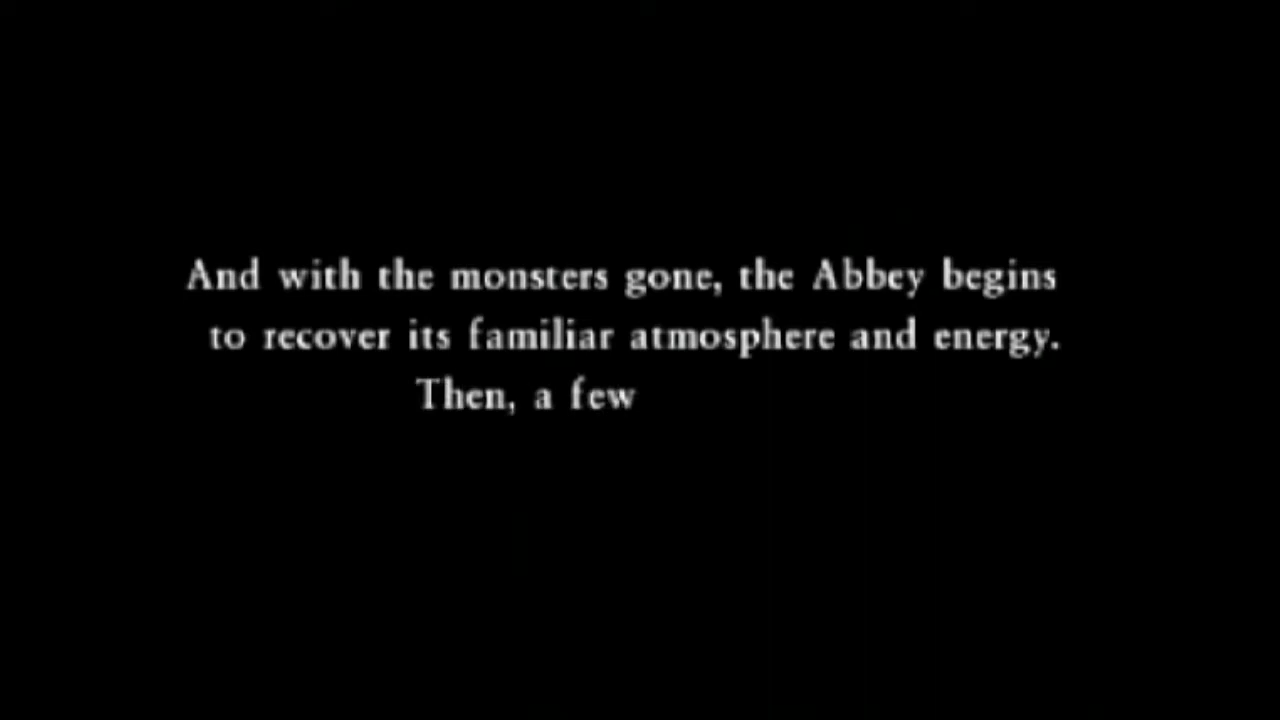 And with the monsters gone, the Abbey begins
to recover its familiar atmosphere and energy.
Then, a few